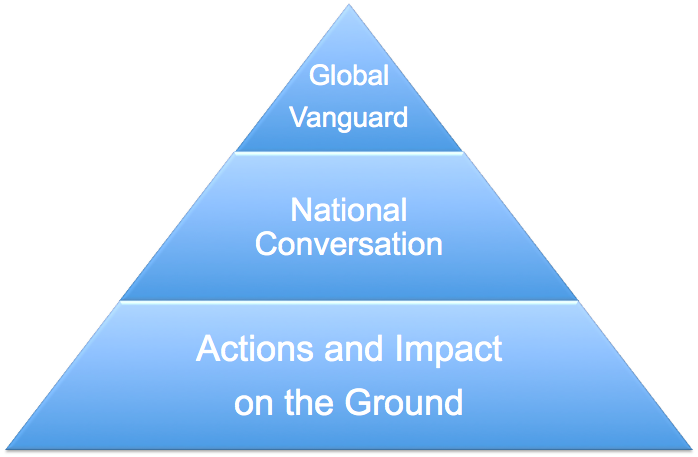 Global
Vanguard
National
Conversation
Actions and Impact
on the Ground